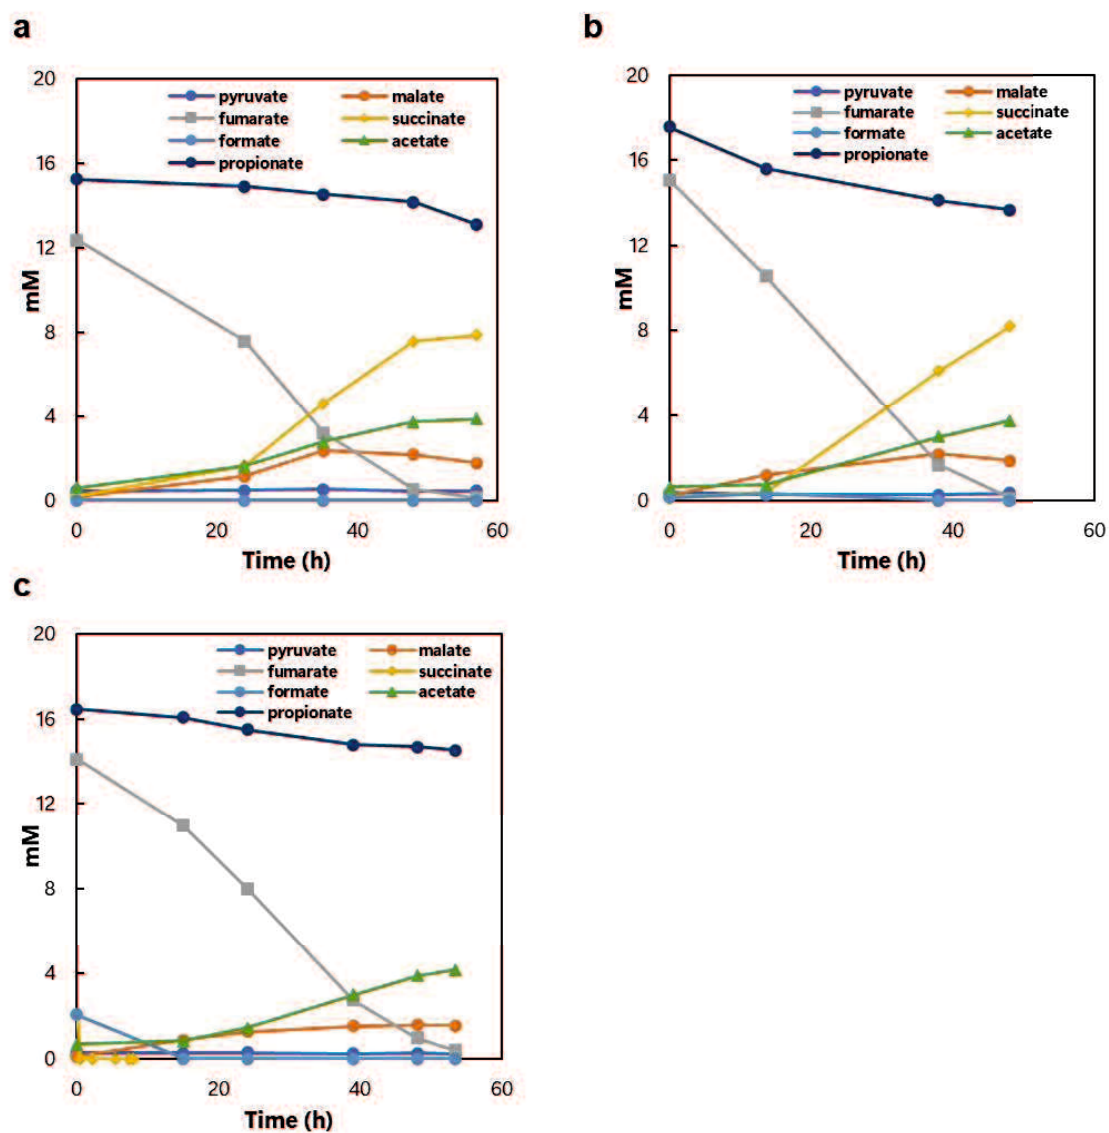 a
20
16
12
8
4
0
mM
pyruvate malate
fumarate succinate
formate acetate
propionate
0 20 40 60
Time (h)
b
20
16
12
8
4
0
mM
pyruvate malate
fumarate succinate
formate acetate
propionate
0 20 40 60
Time (h)
c
20
16
12
8
4
0
mM
pyruvate malate
fumarate succinate
formate acetate
propionate
0 20 40 60
Time (h)